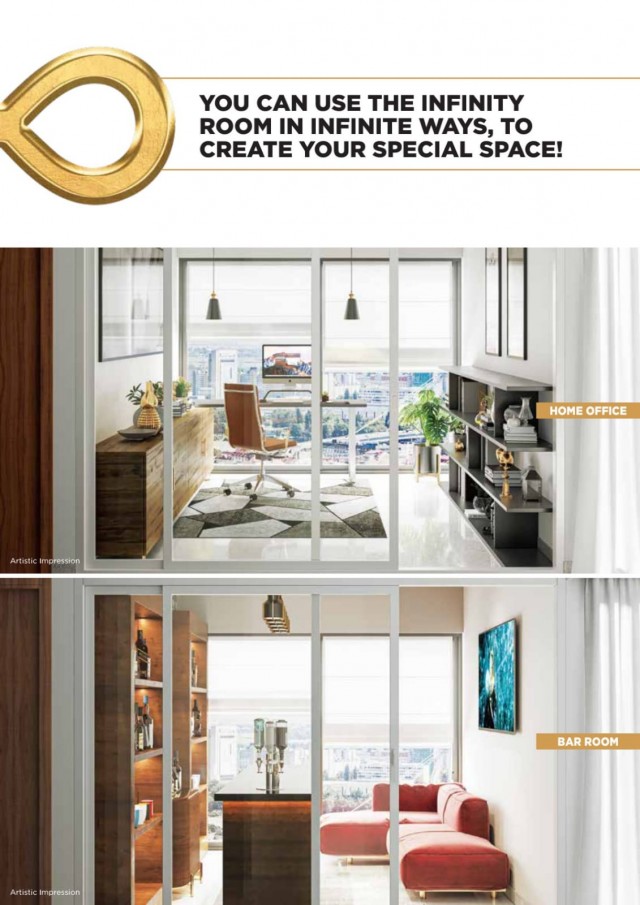 YOU CAN USE THE INFINITY
ROOM IN INFINITE WAYS, TO
CREATE YOUR SPECIAL SPACE!
HOME OFFICE
Artistic Impression
BAR ROOM
Artistic Impression